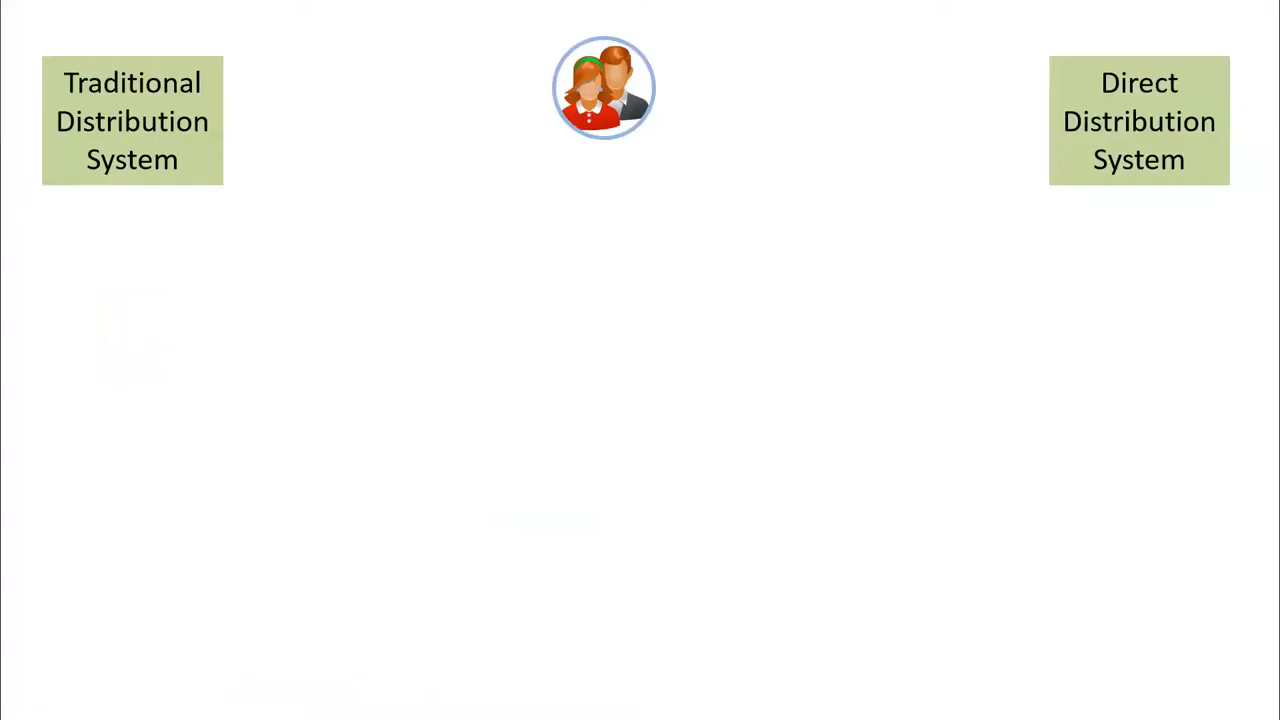 Traditional
Distribution
System
Direct
Distribution
System